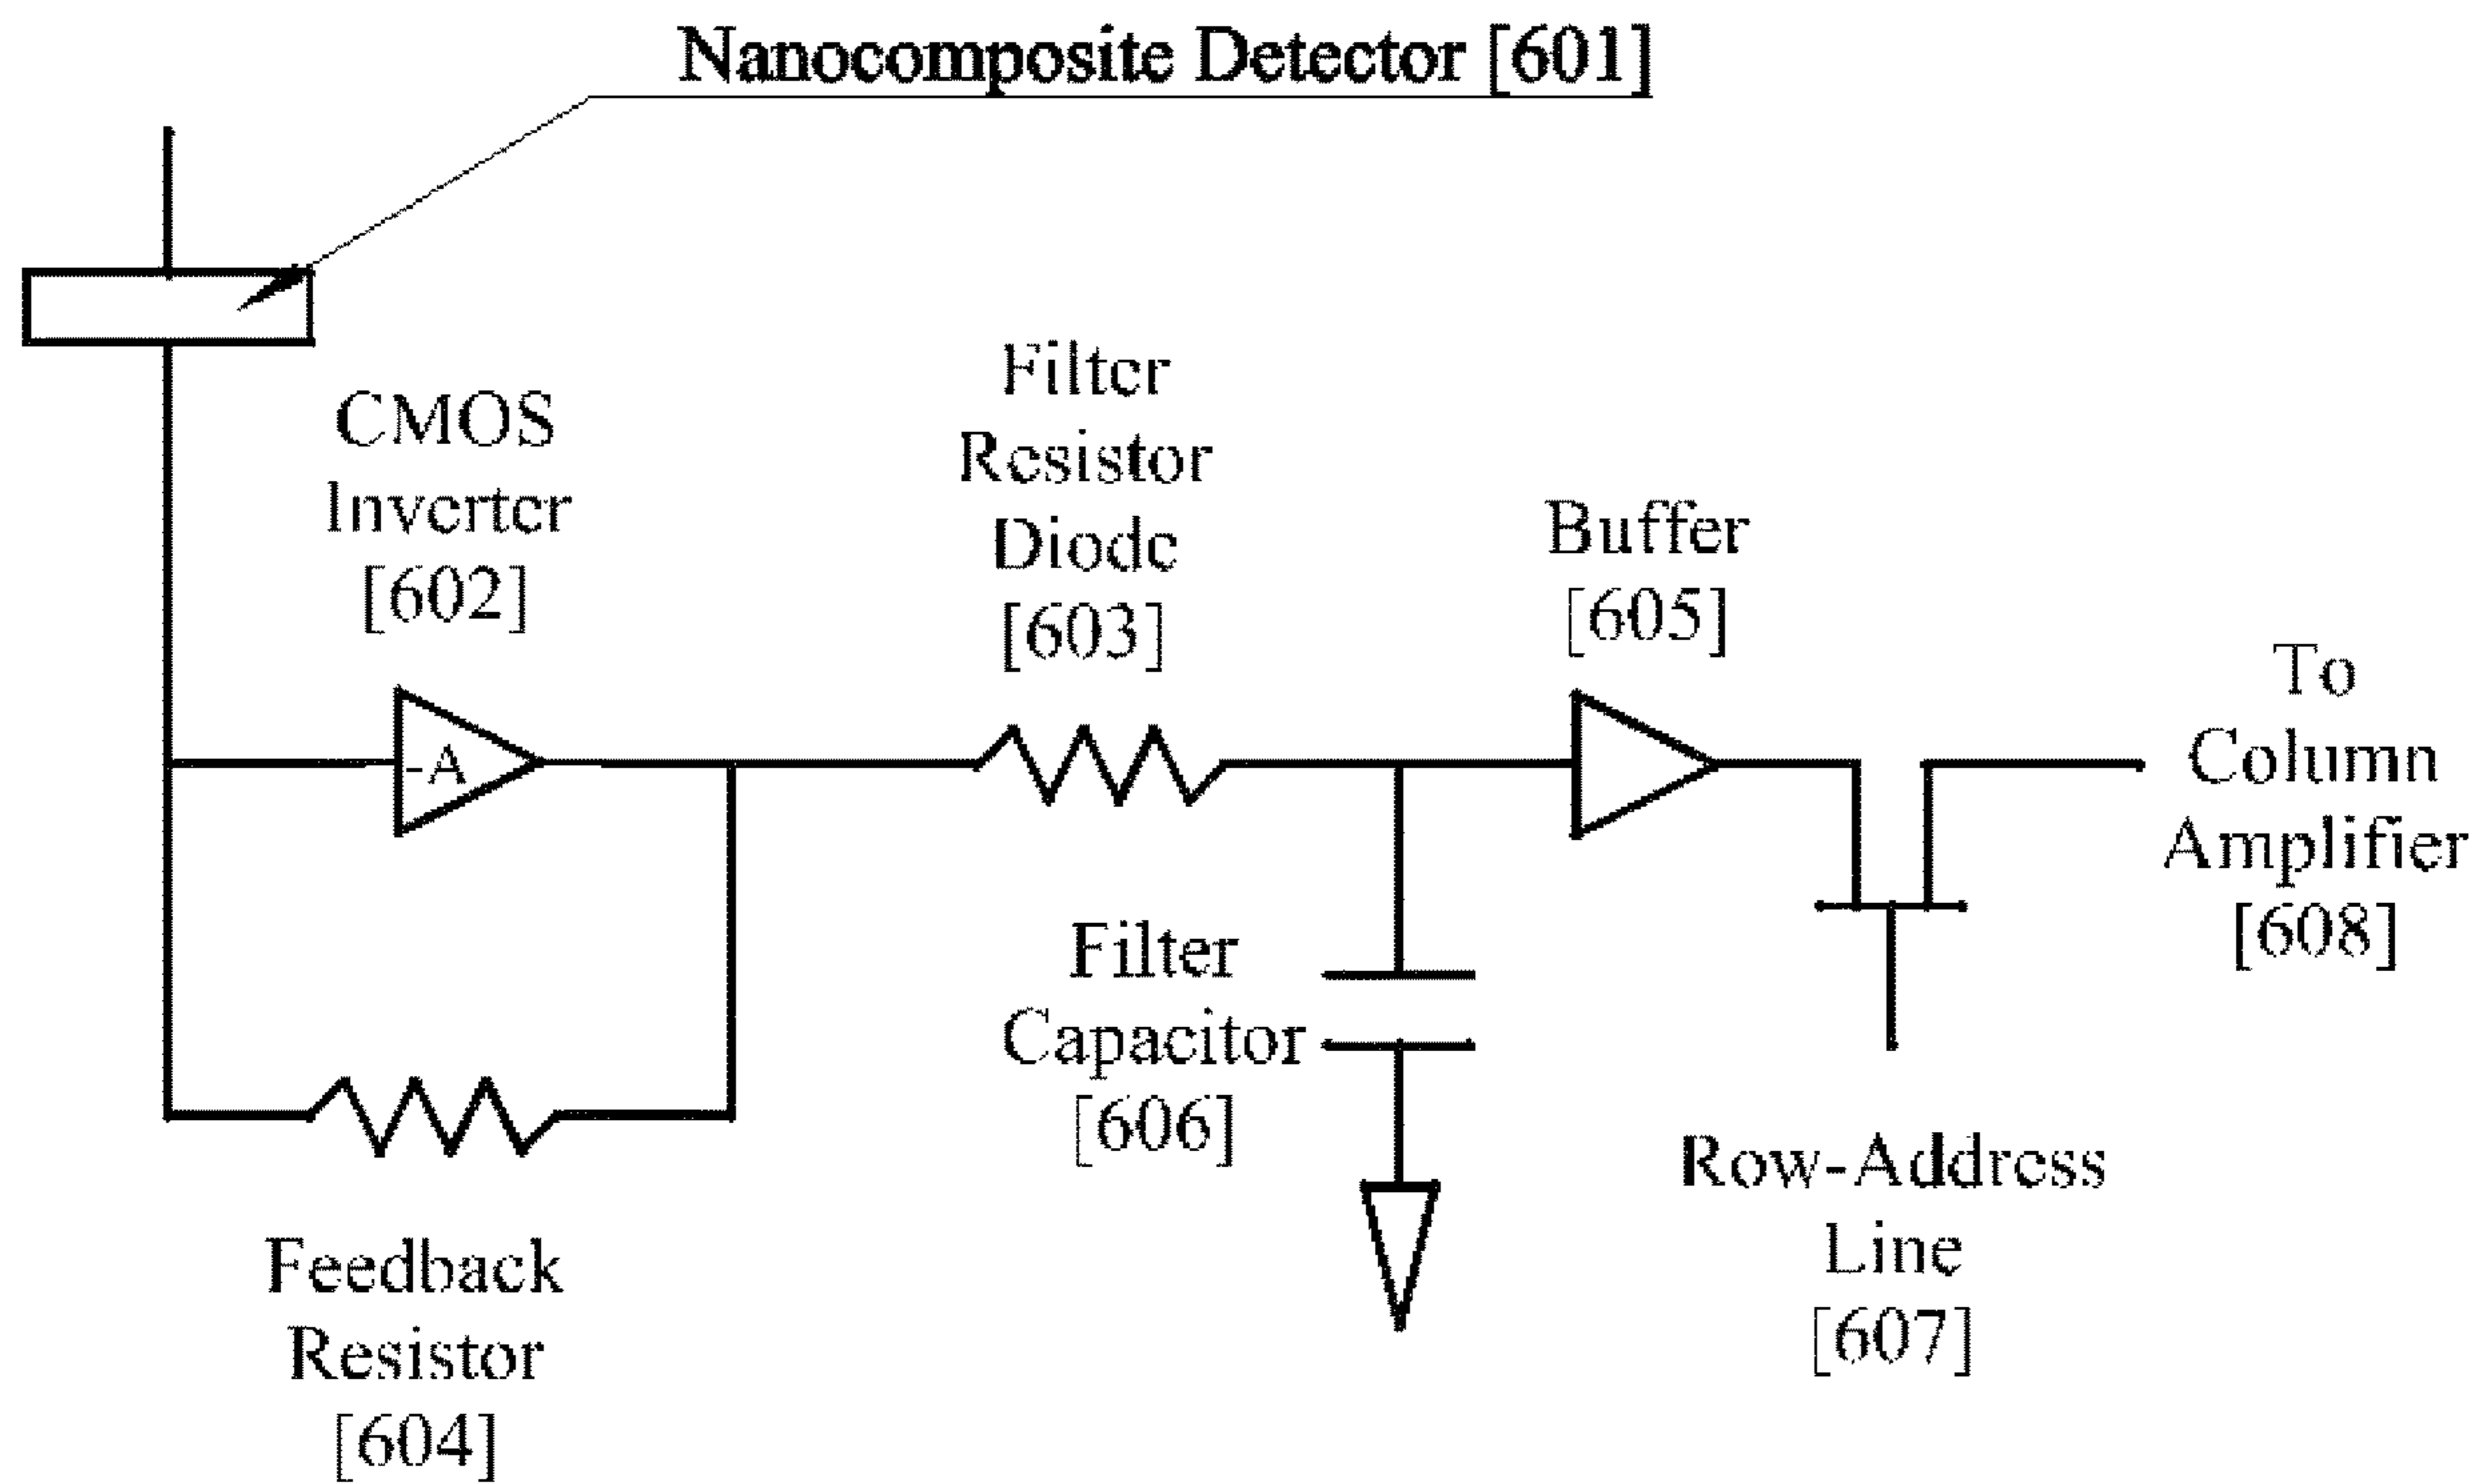 Nanocomposite Detector [601]
CMOS
Inverter
[602]
Filter
Resistor
Diode
[603]
Buffer
[605]
To
Column
Amplifier
[608]
-A
Filter
Capacitor
[606]
Row-Address
Line
[607]
Feedback
Resistor
[604]